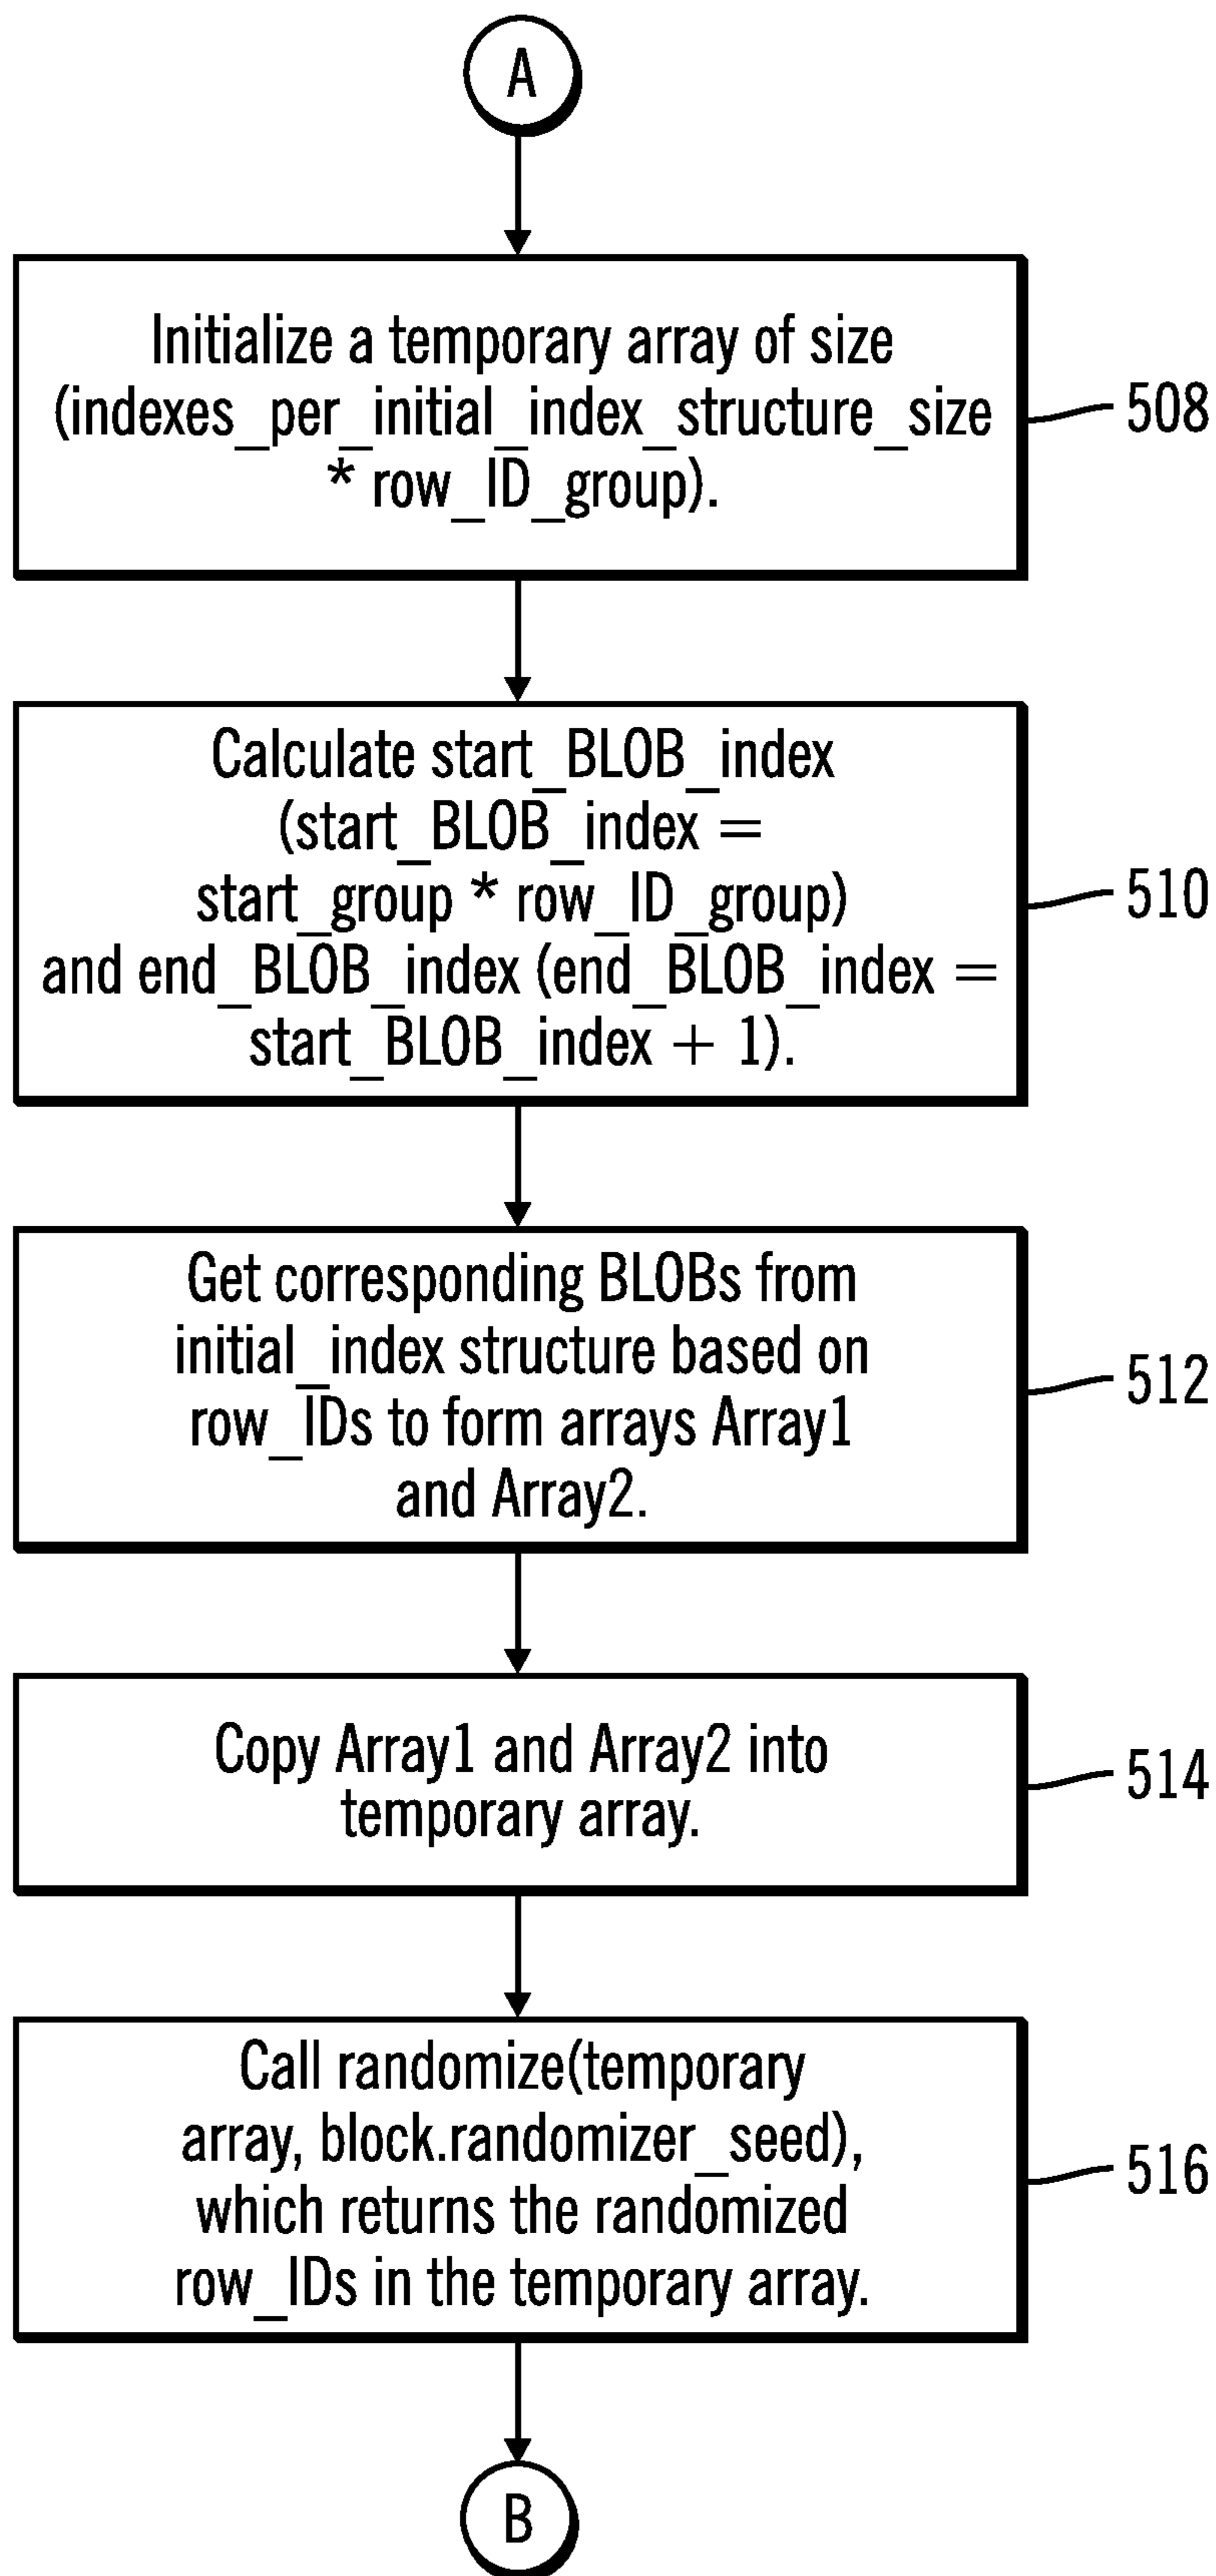 A
Initialize a temporary array of size
(indexes_per_initial_index_structure_size
* row_ID_group).
508
Calculate start_BLOB_index
(start_BLOB_index =
start_group * row_ID_group)
and end_BLOB_index (end_BLOB_index =
start_BLOB_index + 1).
510
Get corresponding BLOBs from
initial_index structure based on
row_IDs to form arrays Array1
and Array2.
512
Copy Array1 and Array2 into
temporary array.
514
Call randomize(temporary
array, block.randomizer_seed),
which returns the randomized
row_IDs in the temporary array.
516
B